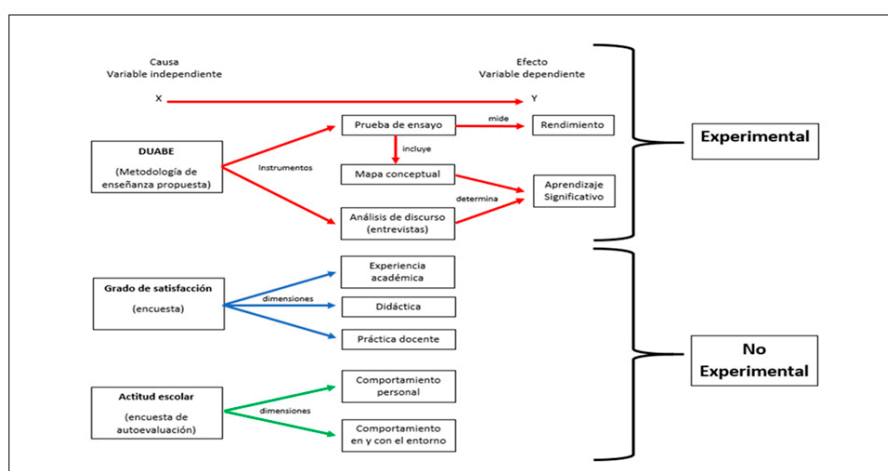 Causa
Variable independiente
Efecto
Variable dependiente
X
Y
Prueba de ensayo
mide
Rendimiento
Experimental
DUABE
(Metodología de
enseñanza propuesta)
Instrumentos
incluye
Mapa conceptual
Aprendizaje
Significativo
determina
Análisis de discurso
(entrevistas)
Grado de satisfacción
(encuesta)
dimensiones
Experiencia
académica
Didáctica
Práctica docente
No
Experimental
Actitud escolar
(encuesta de
autoevaluación)
dimensiones
Comportamiento
personal
Comportamiento
en y con el entorno